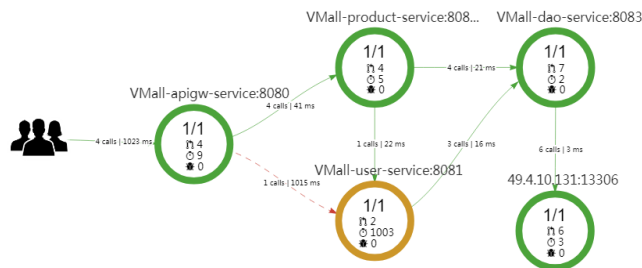 VMall-product-service:808...
VMall-dao-service:8083
1/1
4
5
0
4 calls | 21 ms
1/1
7
2
0
VMall-apigw-service:8080
4 calls | 41 ms
1/1
4
9
0
4 calls | 1023 ms
1 calls | 22 ms
3 calls | 16 ms
6 calls | 3 ms
VMall-user-service:8081
1 calls | 1015 ms
49.4.10.131:13306
1/1
2
1003
0
1/1
6
3
0